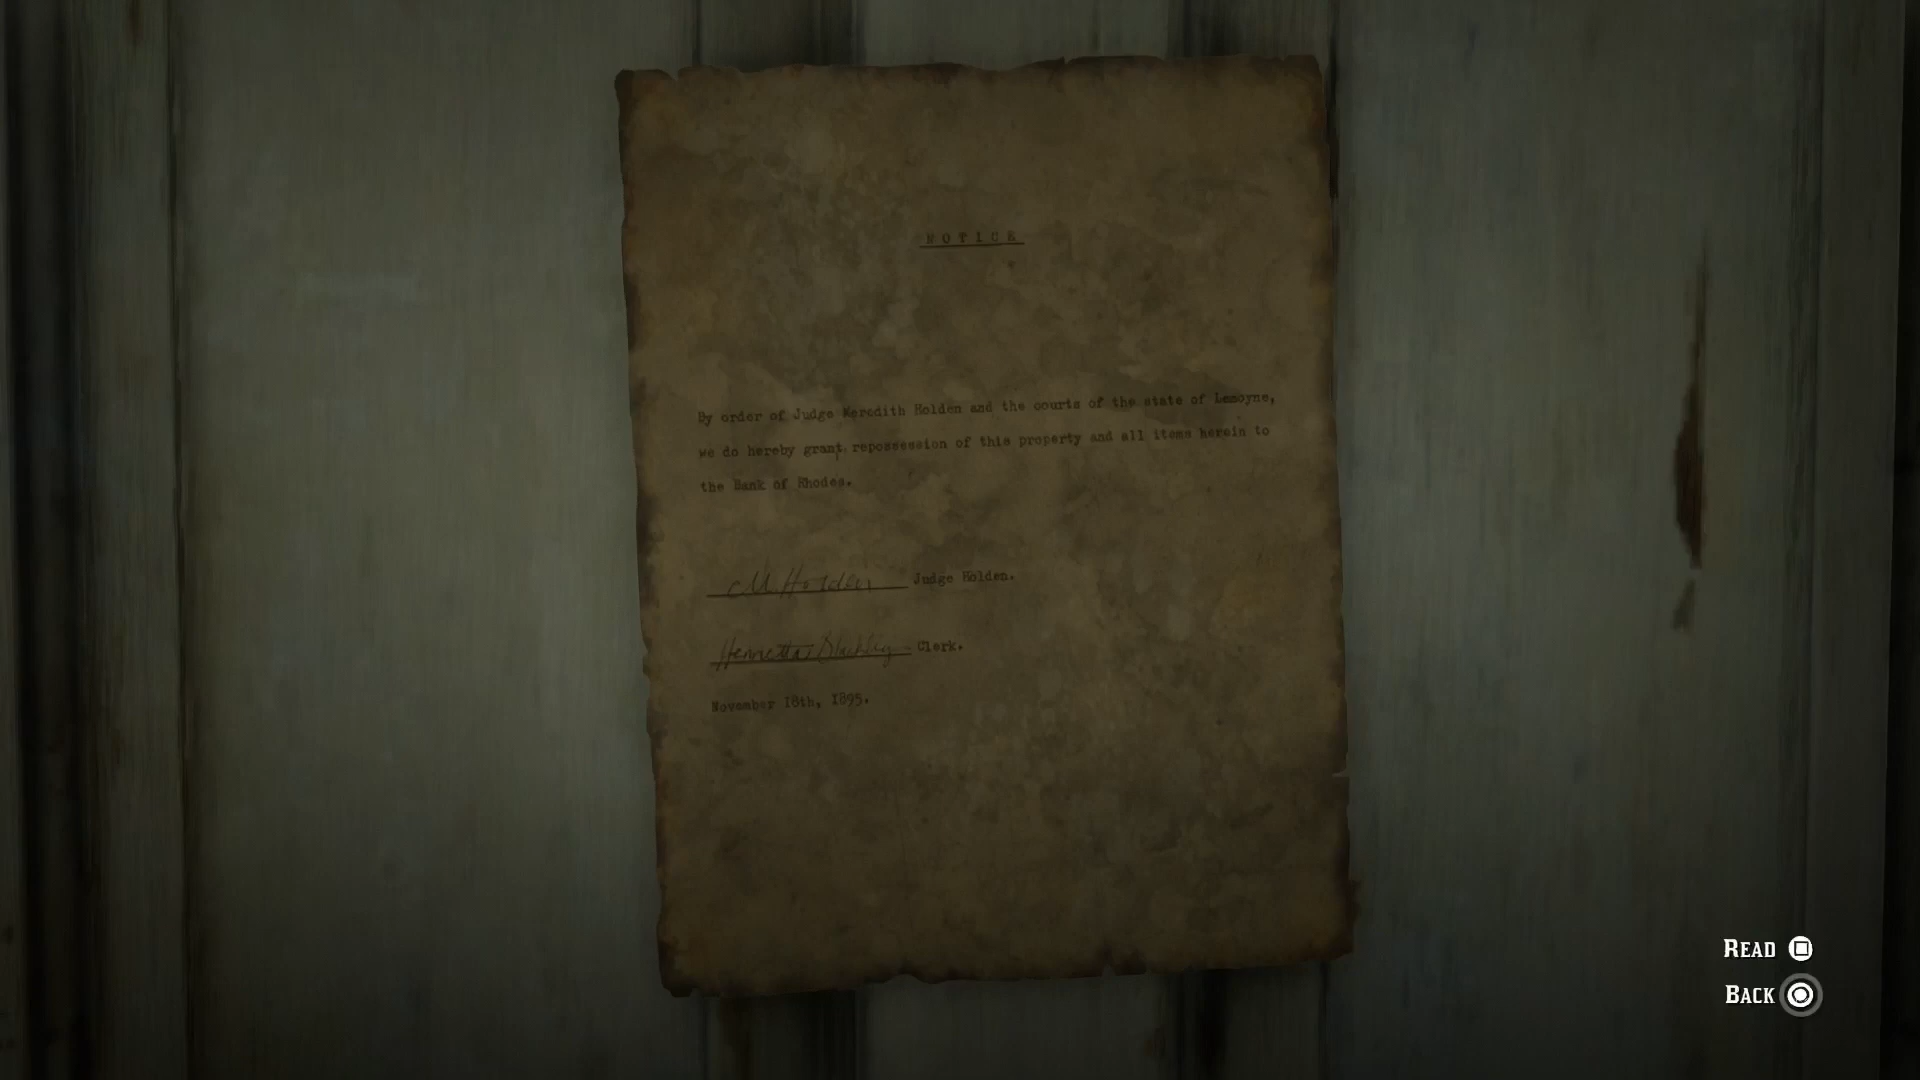 NOTICE
By order of Judge Meredith Holden and the courts of the state of Lemoyne,
we do hereby grant repossession of this property and all items herein to
the Bank of Rhodes.
M. Holden Judge Holden.
Henrietta Clerk.
November 18th, 1895.
READ
BACK